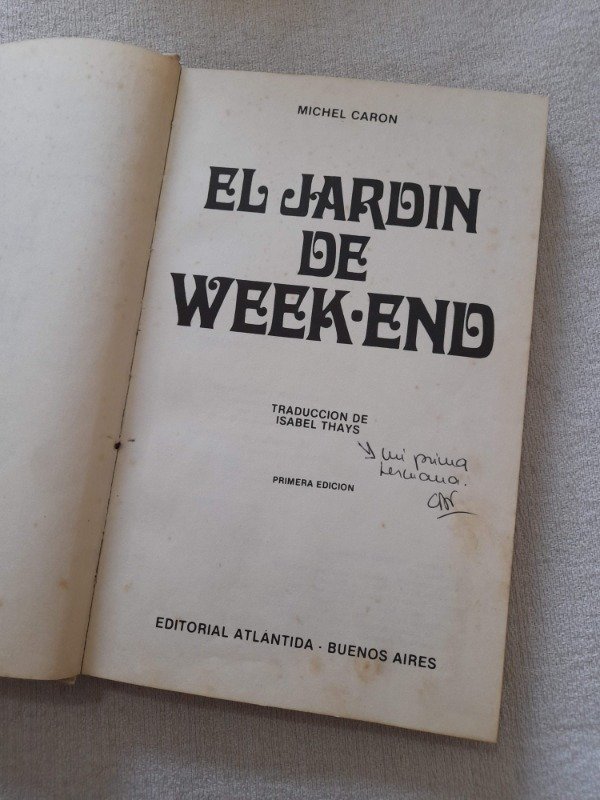 MICHEL CARON
EL JARDIN
DE
WEEK·END
TRADUCCION DE
ISABEL THAYS
mi prima
hermana.
PRIMERA EDICION
EDITORIAL ATLÁNTIDA · BUENOS AIRES